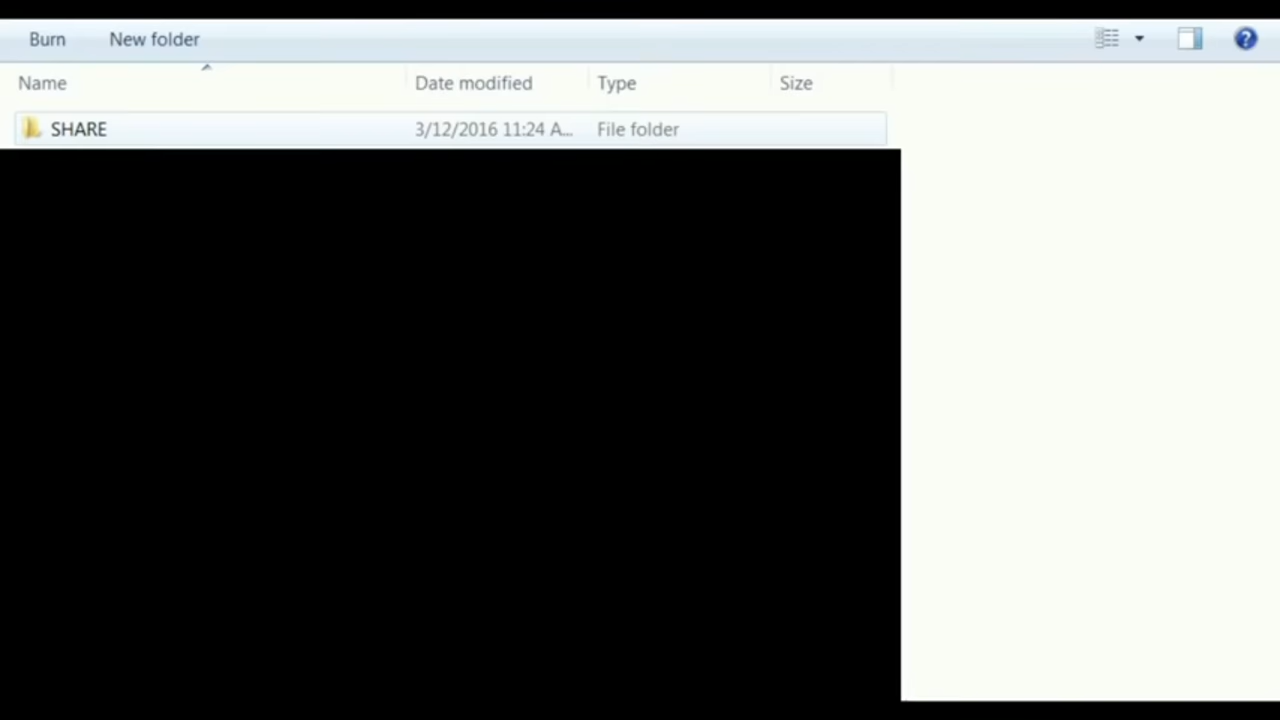 Burn New folder
Name Date modified Type Size
SHARE 3/12/2016 11:24 A... File folder